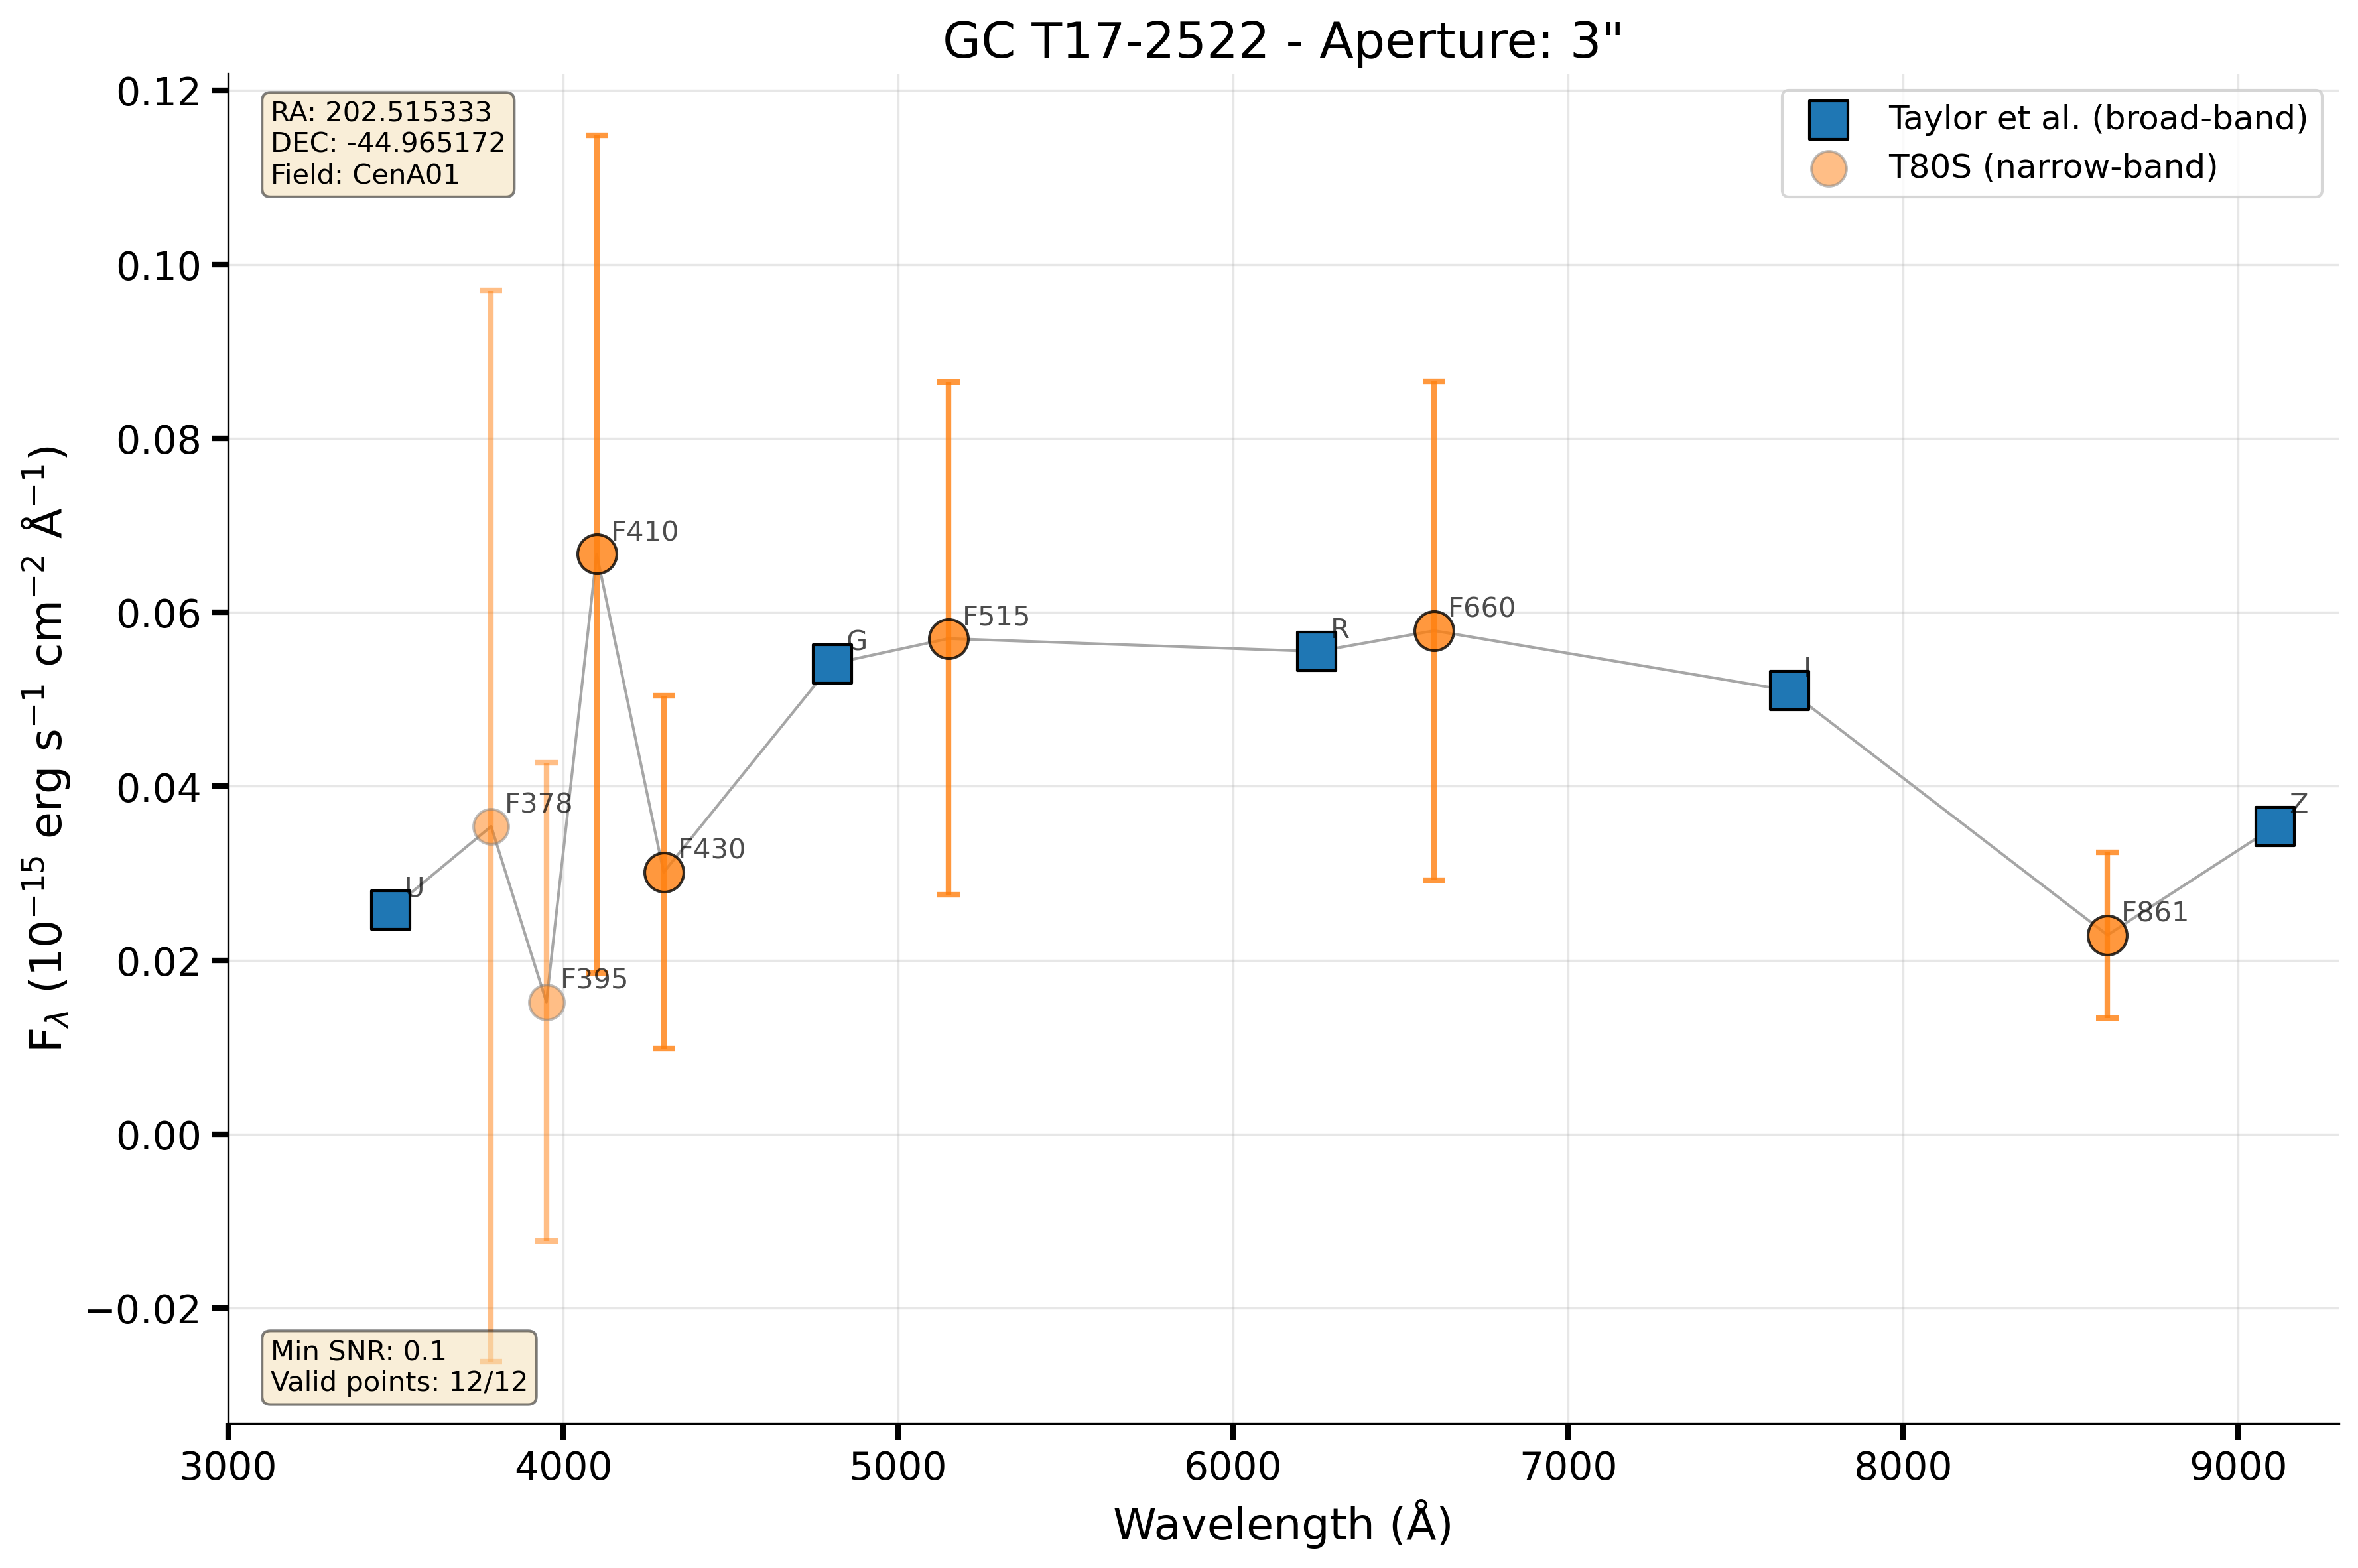 GC T17-2522 - Aperture: 3"
RA: 202.515333
DEC: -44.965172
Field: CenA01
Taylor et al. (broad-band)
T80S (narrow-band)
0.12
0.10
0.08
0.06
0.04
0.02
0.00
−0.02
F_λ (10⁻¹⁵ erg s⁻¹ cm⁻² Å⁻¹)
U
F378
F395
F410
F430
G
F515
R
F660
I
F861
Z
Min SNR: 0.1
Valid points: 12/12
3000 4000 5000 6000 7000 8000 9000
Wavelength (Å)